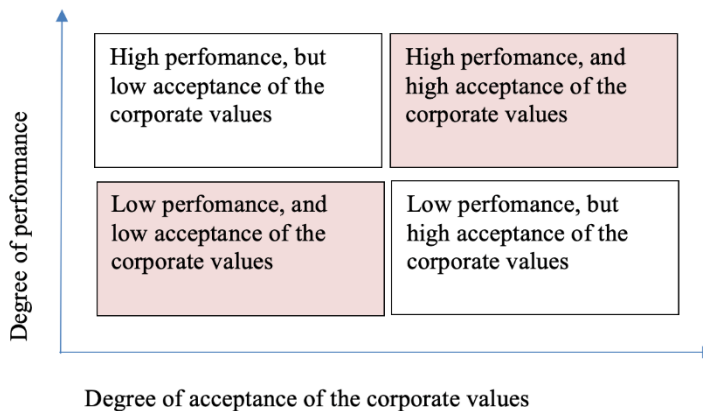 High perfomance, but
low acceptance of the
corporate values
High perfomance, and
high acceptance of the
corporate values
Low perfomance, and
low acceptance of the
corporate values
Low perfomance, but
high acceptance of the
corporate values
Degree of performance
Degree of acceptance of the corporate values